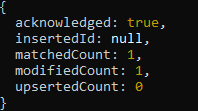 {
  acknowledged: true,
  insertedId: null,
  matchedCount: 1,
  modifiedCount: 1,
  upsertedCount: 0
}